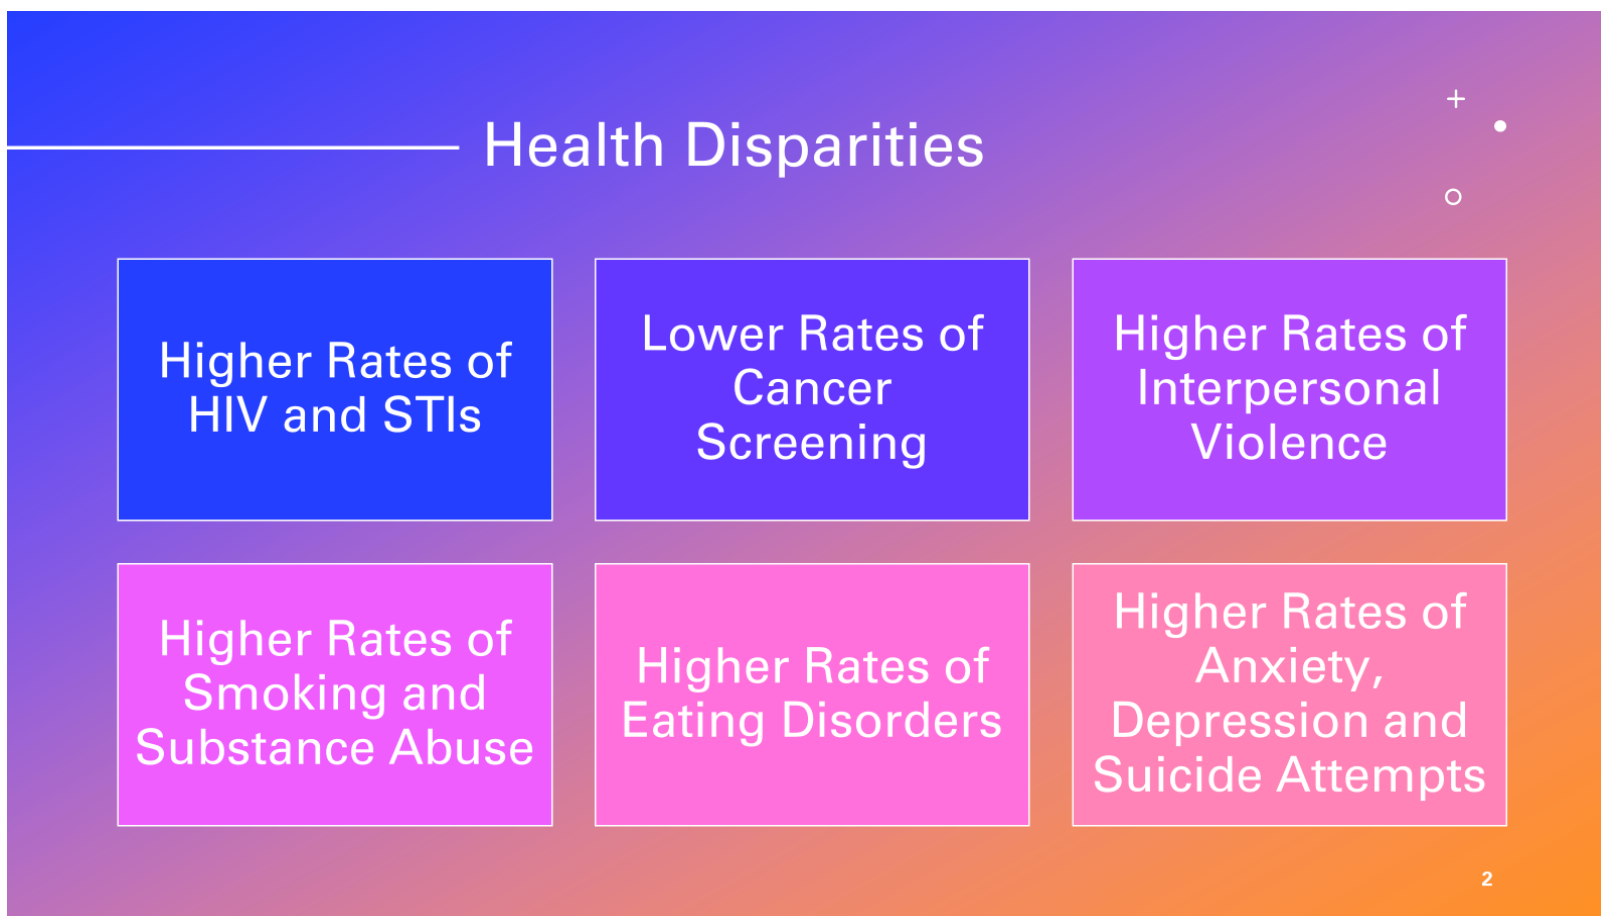 Health Disparities
Higher Rates of
HIV and STIs
Lower Rates of
Cancer
Screening
Higher Rates of
Interpersonal
Violence
Higher Rates of
Smoking and
Substance Abuse
Higher Rates of
Eating Disorders
Higher Rates of
Anxiety,
Depression and
Suicide Attempts
2